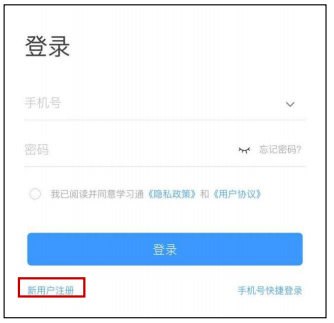 登录
手机号
密码 忘记密码?
我已阅读并同意学习通《隐私政策》和《用户协议》
登录
新用户注册 手机号快捷登录